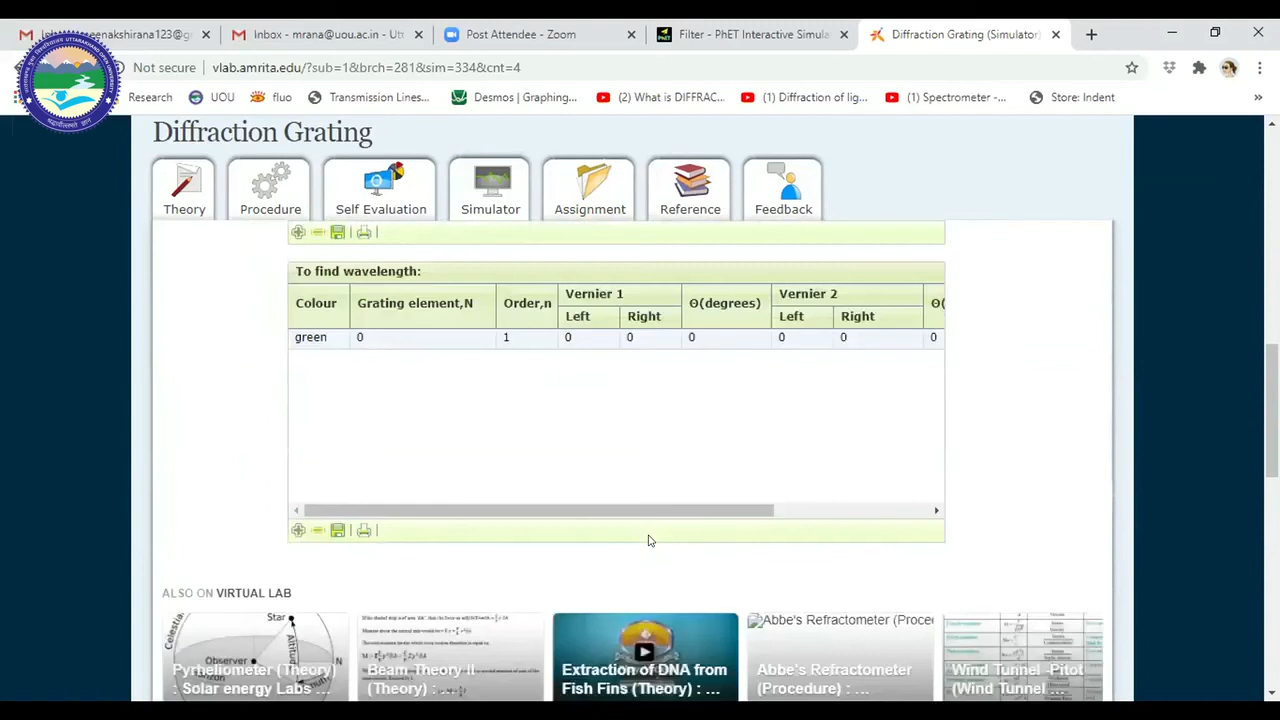 reenakshirana123@g
Inbox - mrana@uou.ac.in - Utt
Post Attendee - Zoom
Filter - PhET Interactive Simula
Diffraction Grating (Simulator)
Not secure
vlab.amrita.edu/?sub=1&brch=281&sim=334&cnt=4
Research
UOU
fluo
Transmission Lines...
Desmos | Graphing...
(2) What is DIFFRAC...
(1) Diffraction of lig...
(1) Spectrometer -...
Store: Indent
»
Diffraction Grating
Theory
Procedure
Self Evaluation
Simulator
Assignment
Reference
Feedback
To find wavelength:
Colour
Grating element,N
Order,n
Vernier 1
Left
Right
Θ(degrees)
Vernier 2
Left
Right
Θ(
green 0 1 0 0 0 0 0 0
ALSO ON VIRTUAL LAB
Star
Observer
Pyrheliometer (Theory)
: Solar energy Labs ...
Beam Theory II
(Theory) : ...
Extraction of DNA from
Fish Fins (Theory) : ...
Abbe's Refractometer (Proce
Abbe's Refractometer
(Procedure) : ...
Wind Tunnel -Pitot
(Wind Tunnel ...